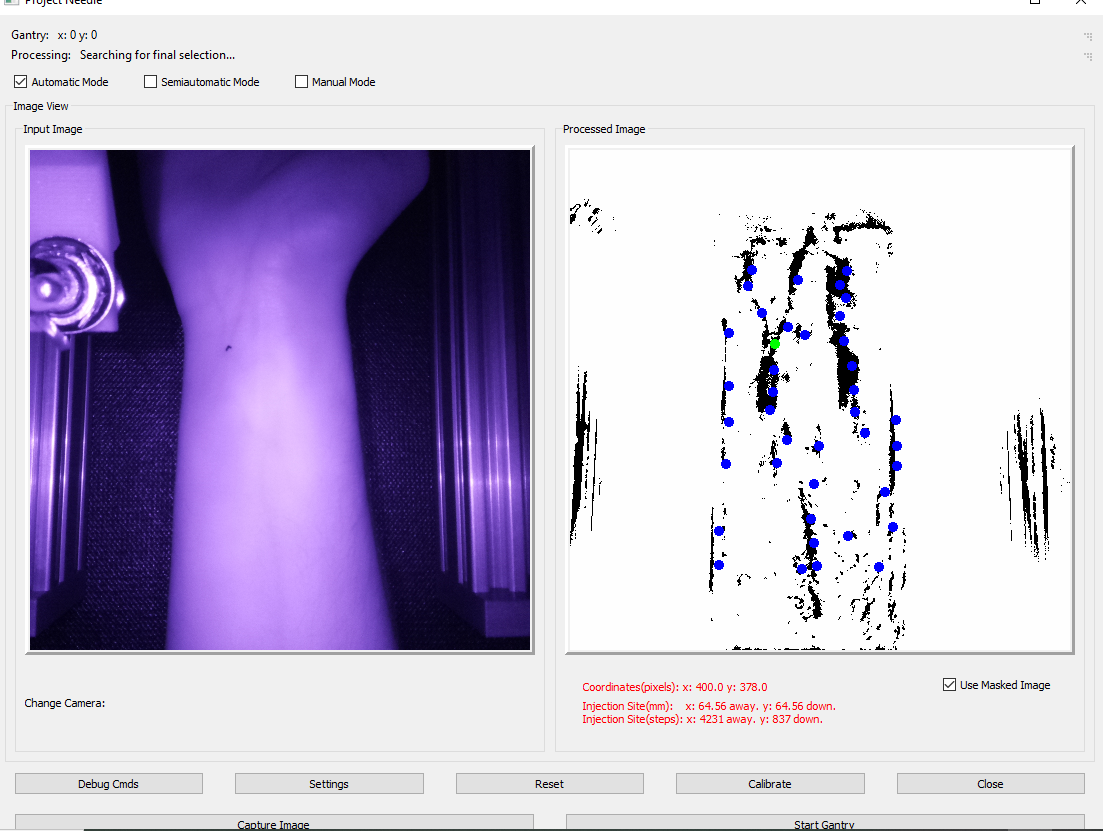 Project Needle
Gantry: x: 0 y: 0
Processing: Searching for final selection...
Automatic Mode Semiautomatic Mode Manual Mode
Image View
Input Image Processed Image
Coordinates(pixels): x: 400.0 y: 378.0
Use Masked Image
Change Camera:
Injection Site(mm): x: 64.56 away, y: 64.56 down.
Injection Site(steps): x: 4231 away, y: 837 down.
Debug Cmds Settings Reset Calibrate Close
Capture Image Start Gantry